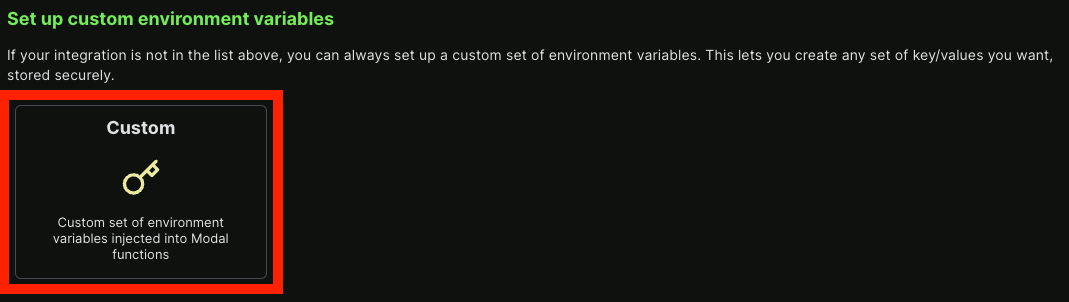 Set up custom environment variables
If your integration is not in the list above, you can always set up a custom set of environment variables. This lets you create any set of key/values you want,
stored securely.
Custom
Custom set of environment
variables injected into Modal
functions